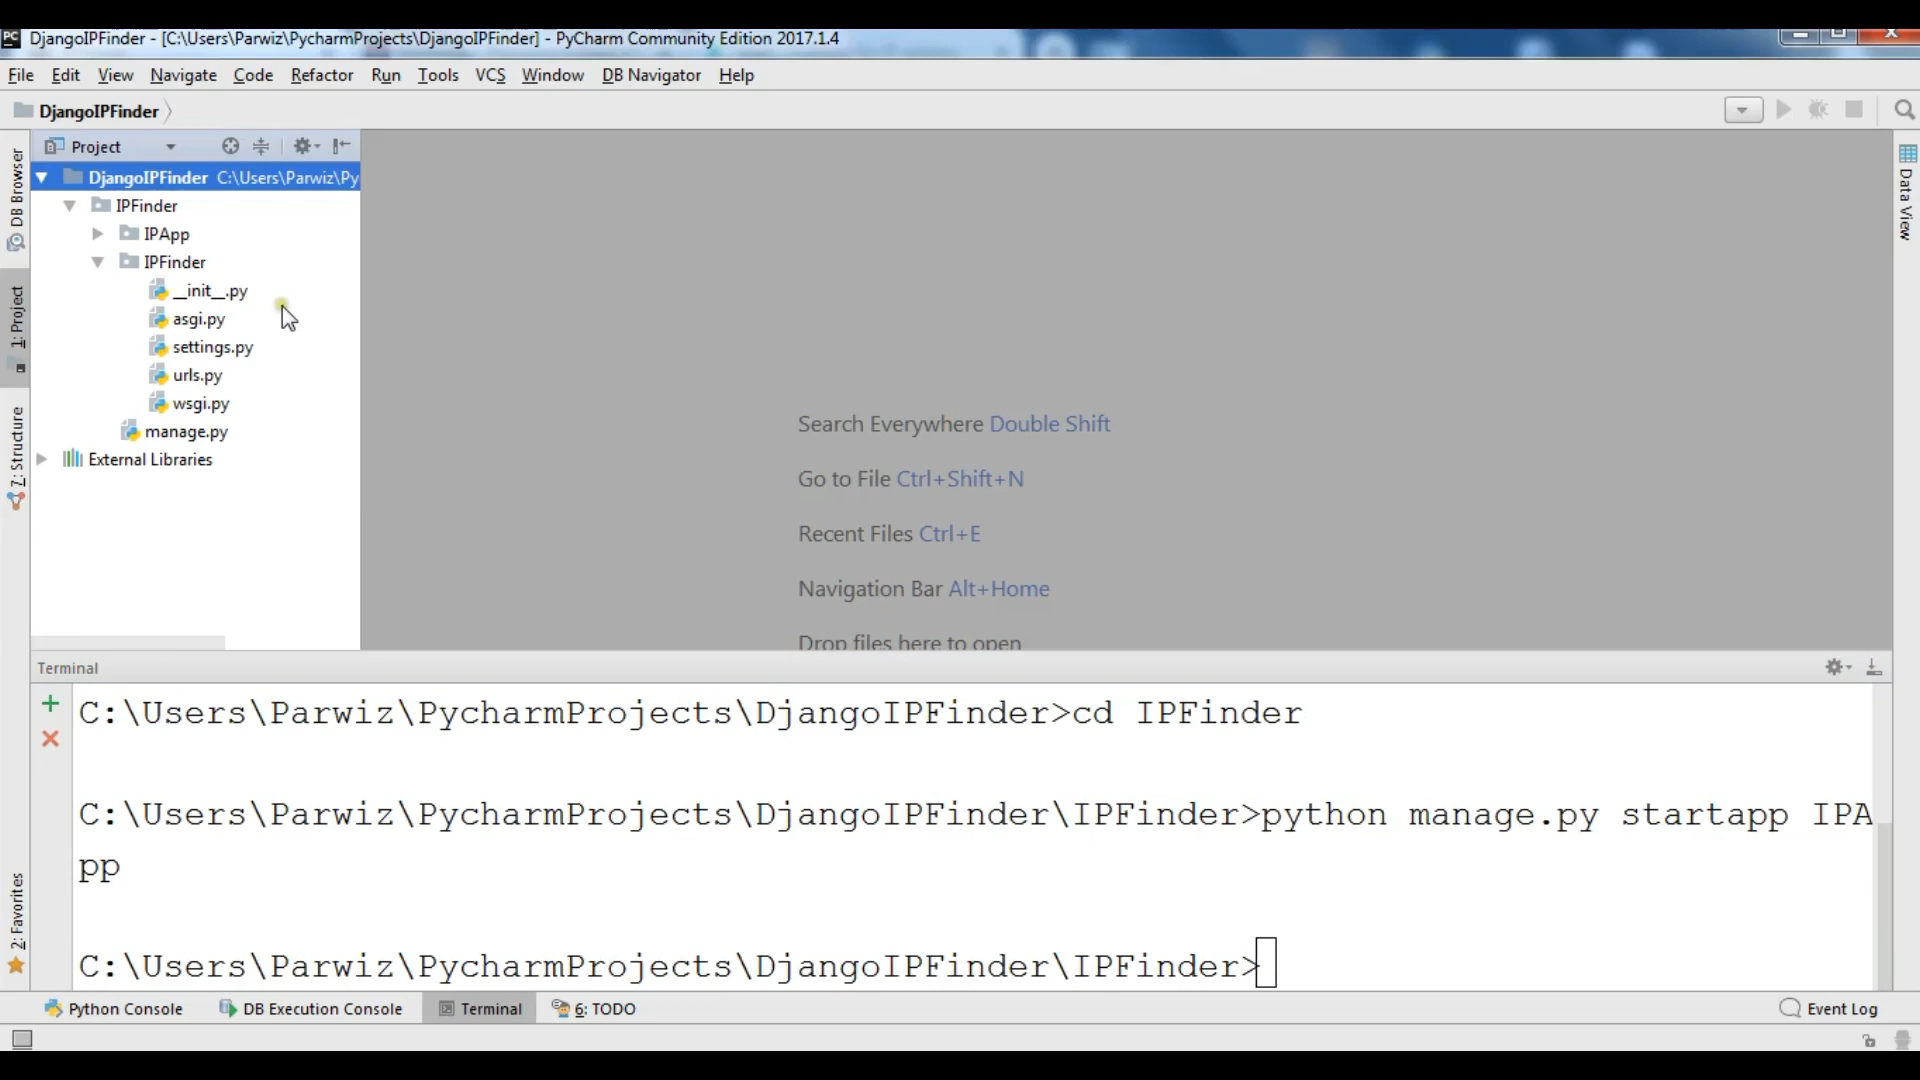 DjangoIPFinder - [C:\Users\Parwiz\PycharmProjects\DjangoIPFinder] - PyCharm Community Edition 2017.1.4
File Edit View Navigate Code Refactor Run Tools VCS Window DB Navigator Help
DjangoIPFinder
Project
DjangoIPFinder C:\Users\Parwiz\Py
IPFinder
IPApp
IPFinder
__init__.py
asgi.py
settings.py
urls.py
wsgi.py
manage.py
External Libraries
DB Browser
1: Project
7: Structure
2: Favorites
Data View
Search Everywhere Double Shift
Go to File Ctrl+Shift+N
Recent Files Ctrl+E
Navigation Bar Alt+Home
Drop files here to open
Terminal
C:\Users\Parwiz\PycharmProjects\DjangoIPFinder>cd IPFinder
C:\Users\Parwiz\PycharmProjects\DjangoIPFinder\IPFinder>python manage.py startapp IPA
pp
C:\Users\Parwiz\PycharmProjects\DjangoIPFinder\IPFinder>
Python Console DB Execution Console Terminal 6: TODO Event Log